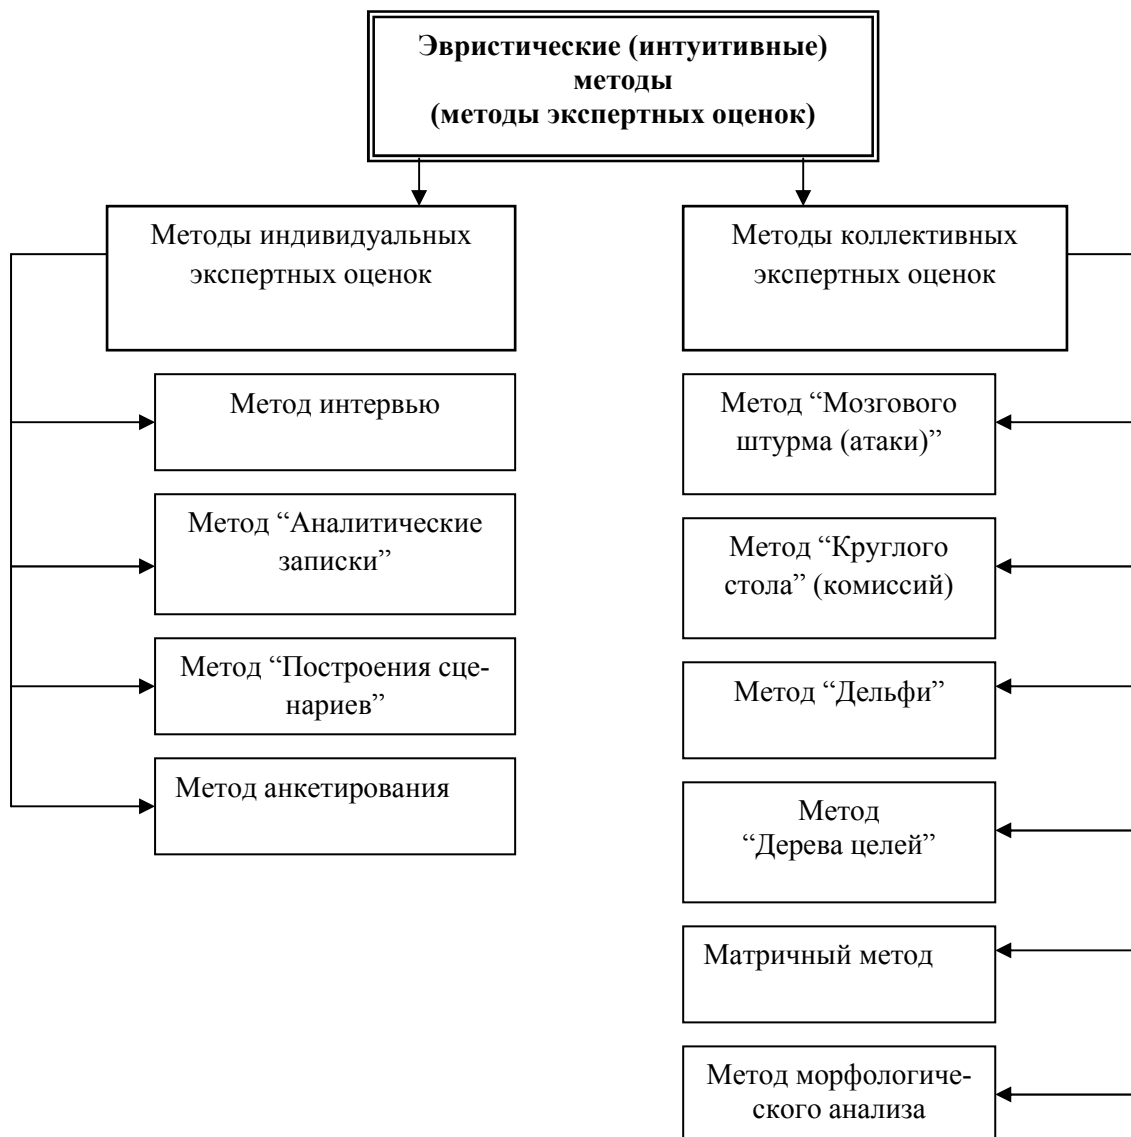 Эвристические (интуитивные)
методы
(методы экспертных оценок)
Методы индивидуальных
экспертных оценок
Метод интервью
Метод “Аналитические
записки”
Метод “Построения сце-
нариев”
Метод анкетирования
Методы коллективных
экспертных оценок
Метод “Мозгового
штурма (атаки)”
Метод “Круглого
стола” (комиссий)
Метод “Дельфи”
Метод
“Дерева целей”
Матричный метод
Метод морфологиче-
ского анализа